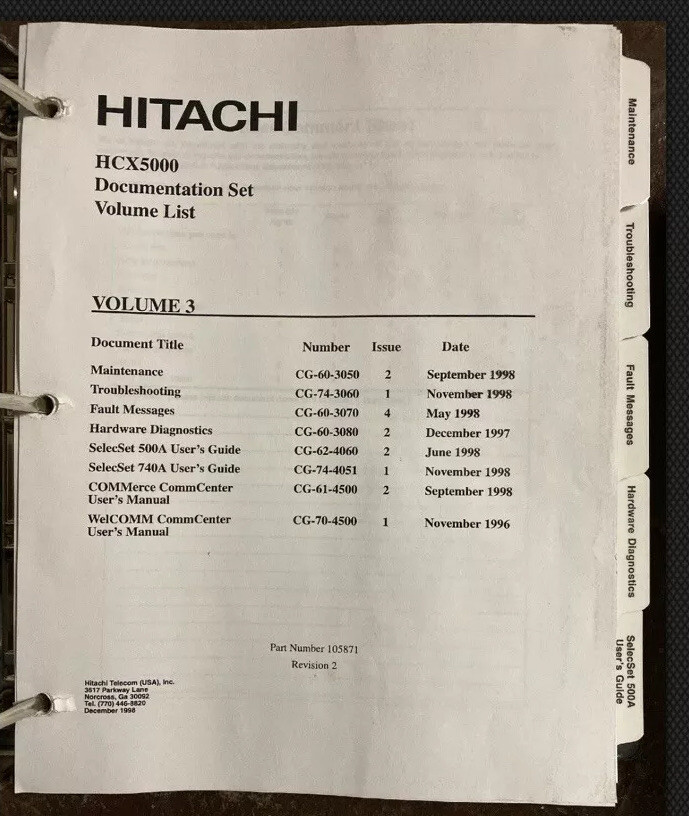 HITACHI
HCX5000
Documentation Set
Volume List
VOLUME 3
Document Title Number Issue Date
Maintenance CG-60-3050 2 September 1998
Troubleshooting CG-74-3060 1 November 1998
Fault Messages CG-60-3070 4 May 1998
Hardware Diagnostics CG-60-3080 2 December 1997
SelecSet 500A User's Guide CG-62-4060 2 June 1998
SelecSet 740A User's Guide CG-74-4051 1 November 1998
COMMerce CommCenter CG-61-4500 2 September 1998
User's Manual
WelCOMM CommCenter CG-70-4500 1 November 1996
User's Manual
Part Number 105871
Revision 2
Hitachi Telecom (USA), Inc.
3617 Parkway Lane
Norcross, Ga 30092
Tel. (770) 446-8820
December 1998
Maintenance
Troubleshooting
Fault Messages
Hardware Diagnostics
SelecSet 500A
User's Guide